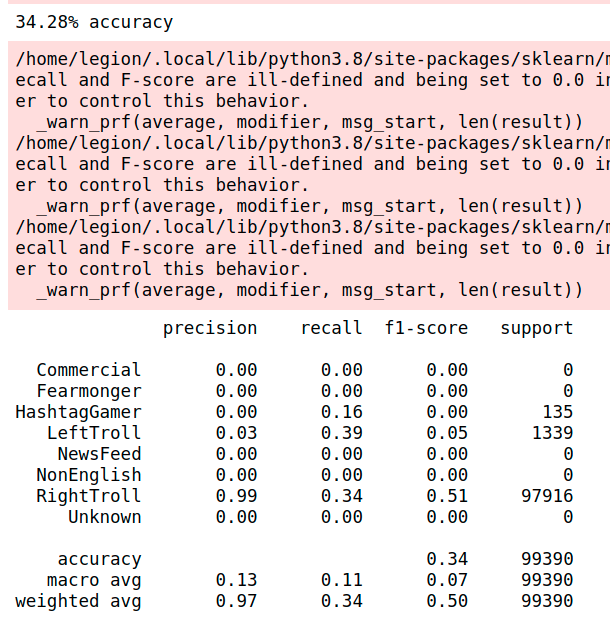 34.28% accuracy
/home/legion/.local/lib/python3.8/site-packages/sklearn/m
ecall and F-score are ill-defined and being set to 0.0 in
er to control this behavior.
_warn_prf(average, modifier, msg_start, len(result))
/home/legion/.local/lib/python3.8/site-packages/sklearn/m
ecall and F-score are ill-defined and being set to 0.0 in
er to control this behavior.
_warn_prf(average, modifier, msg_start, len(result))
/home/legion/.local/lib/python3.8/site-packages/sklearn/m
ecall and F-score are ill-defined and being set to 0.0 in
er to control this behavior.
_warn_prf(average, modifier, msg_start, len(result))
precision recall f1-score support
Commercial 0.00 0.00 0.00 0
Fearmonger 0.00 0.00 0.00 0
HashtagGamer 0.00 0.16 0.00 135
LeftTroll 0.03 0.39 0.05 1339
NewsFeed 0.00 0.00 0.00 0
NonEnglish 0.00 0.00 0.00 0
RightTroll 0.99 0.34 0.51 97916
Unknown 0.00 0.00 0.00 0
accuracy 0.34 99390
macro avg 0.13 0.11 0.07 99390
weighted avg 0.97 0.34 0.50 99390